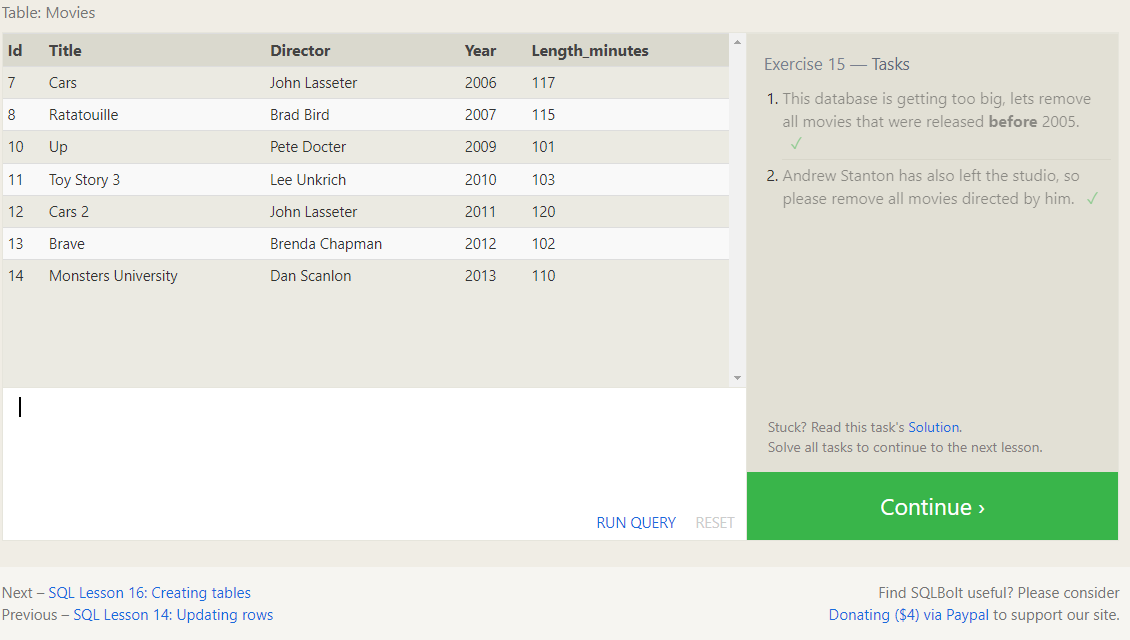 Table: Movies
Id Title Director Year Length_minutes
7 Cars John Lasseter 2006 117
8 Ratatouille Brad Bird 2007 115
10 Up Pete Docter 2009 101
11 Toy Story 3 Lee Unkrich 2010 103
12 Cars 2 John Lasseter 2011 120
13 Brave Brenda Chapman 2012 102
14 Monsters University Dan Scanlon 2013 110
RUN QUERY RESET
Exercise 15 — Tasks
1. This database is getting too big, lets remove
all movies that were released before 2005.
✓
2. Andrew Stanton has also left the studio, so
please remove all movies directed by him. ✓
Stuck? Read this task's Solution.
Solve all tasks to continue to the next lesson.
Continue ›
Next – SQL Lesson 16: Creating tables
Previous – SQL Lesson 14: Updating rows
Find SQLBolt useful? Please consider
Donating ($4) via Paypal to support our site.